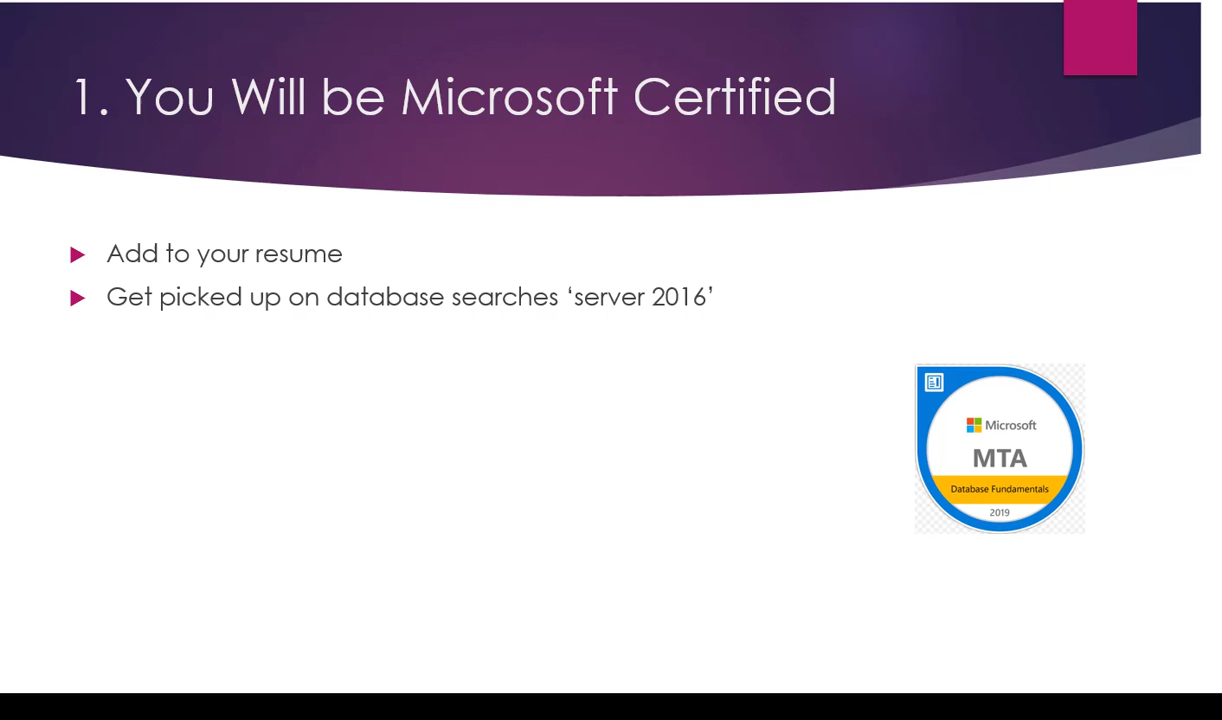 1. You Will be Microsoft Certified
Add to your resume
Get picked up on database searches ‘server 2016’
Microsoft
MTA
Database Fundamentals
2019